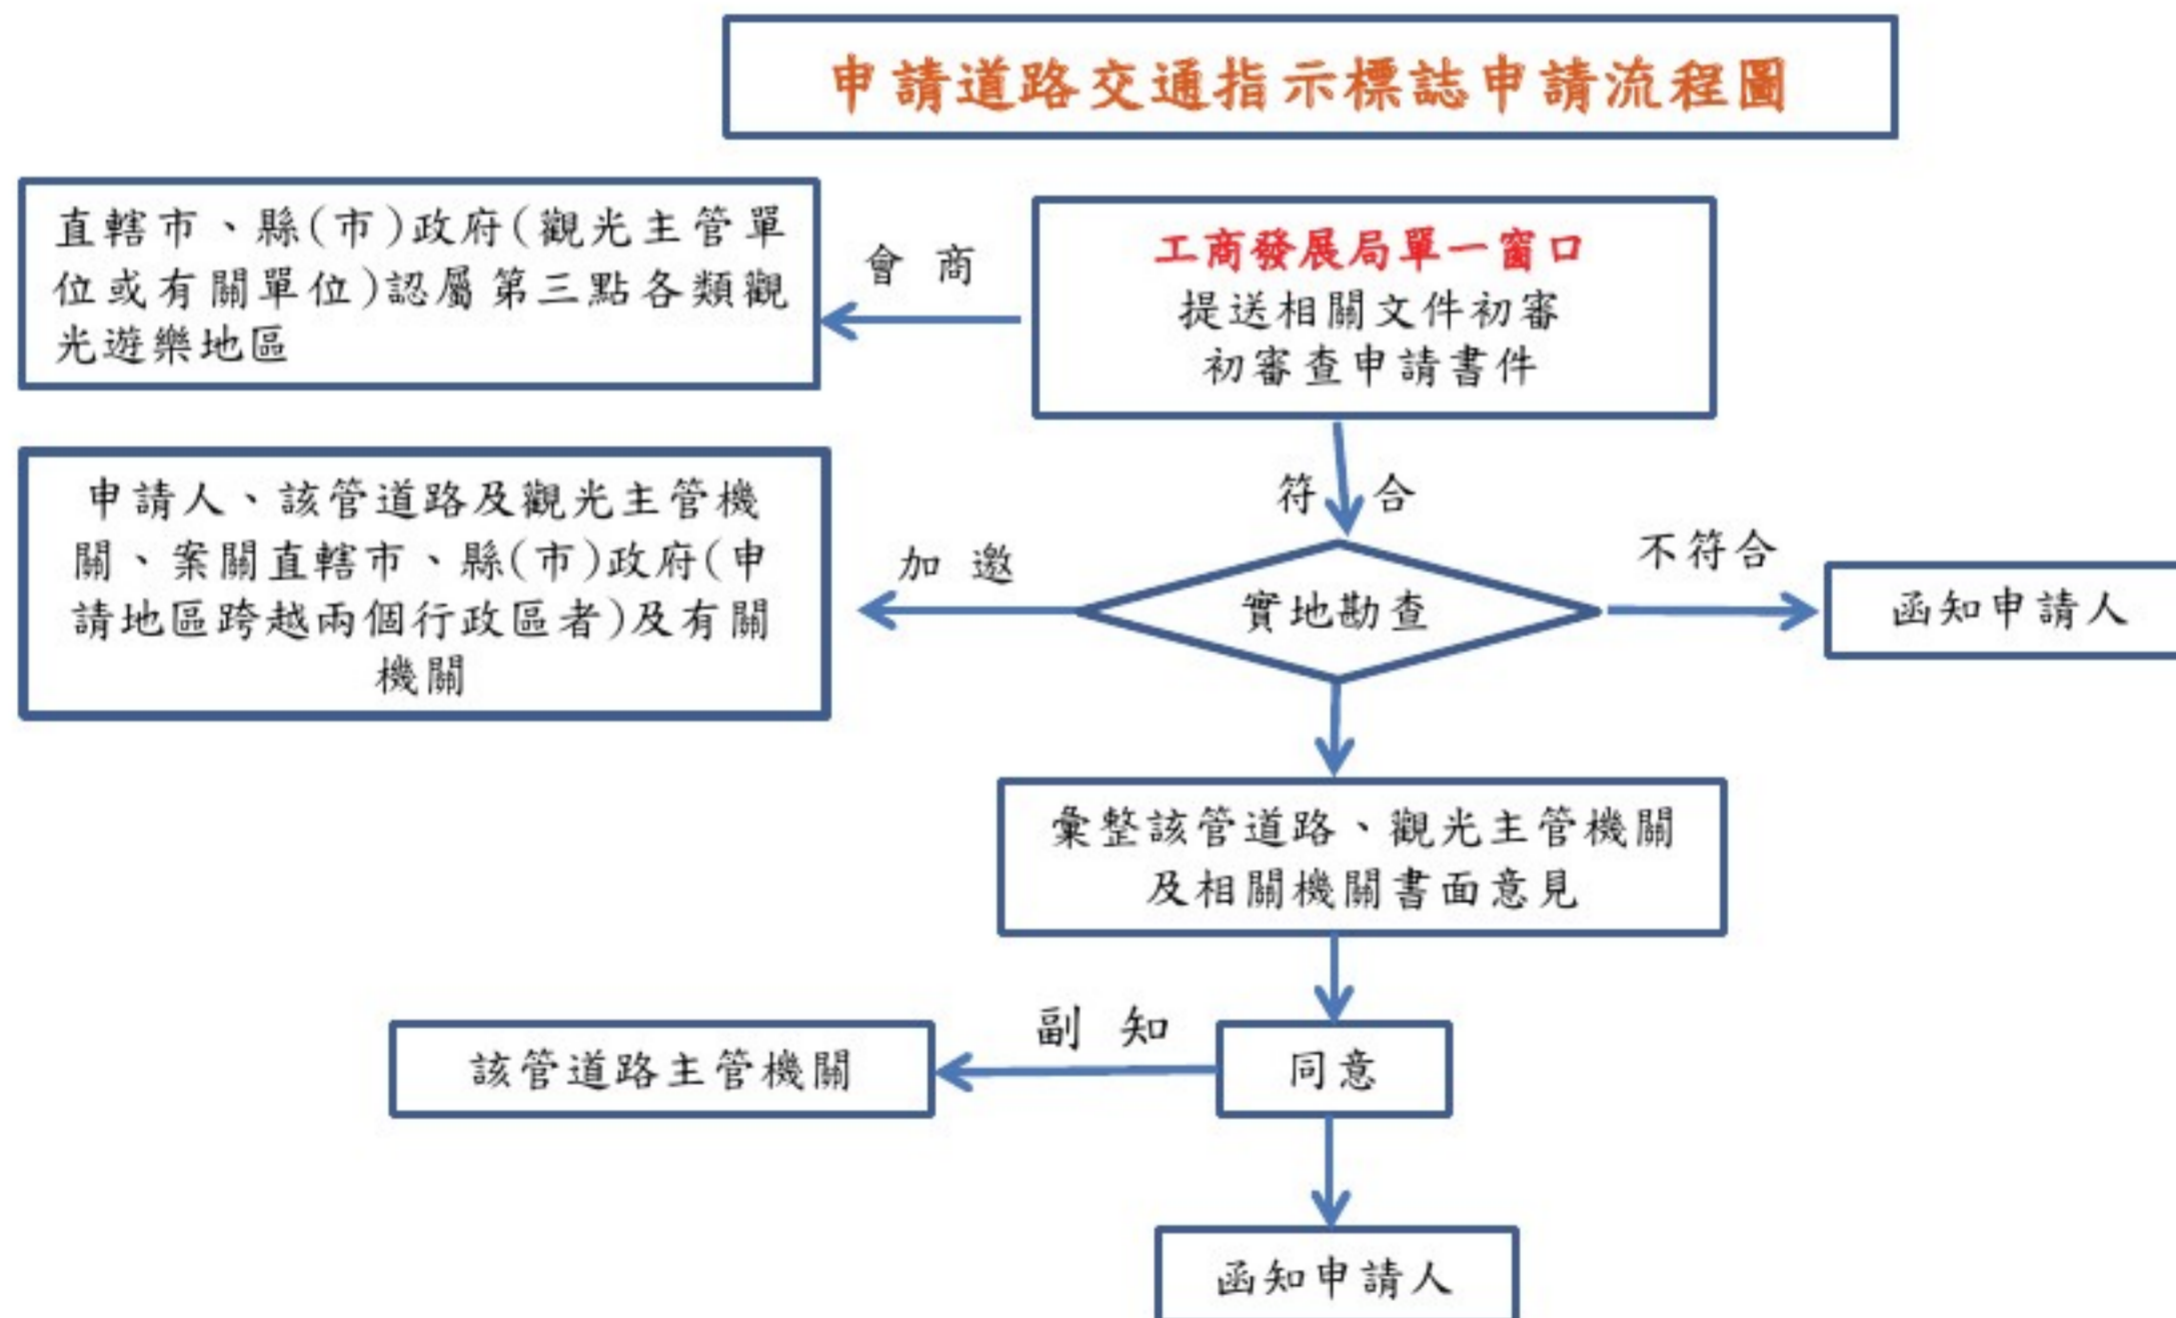 申請道路交通指示標誌申請流程圖
直轄市、縣(市)政府(觀光主管單
位或有關單位)認屬第三點各類觀
光遊樂地區
會 商
工商發展局單一窗口
提送相關文件初審
初審查申請書件
符 合
申請人、該管道路及觀光主管機
關、案關直轄市、縣(市)政府(申
請地區跨越兩個行政區者)及有關
機關
加 邀
實地勘查
不符合
函知申請人
彙整該管道路、觀光主管機關
及相關機關書面意見
該管道路主管機關
副 知
同意
函知申請人